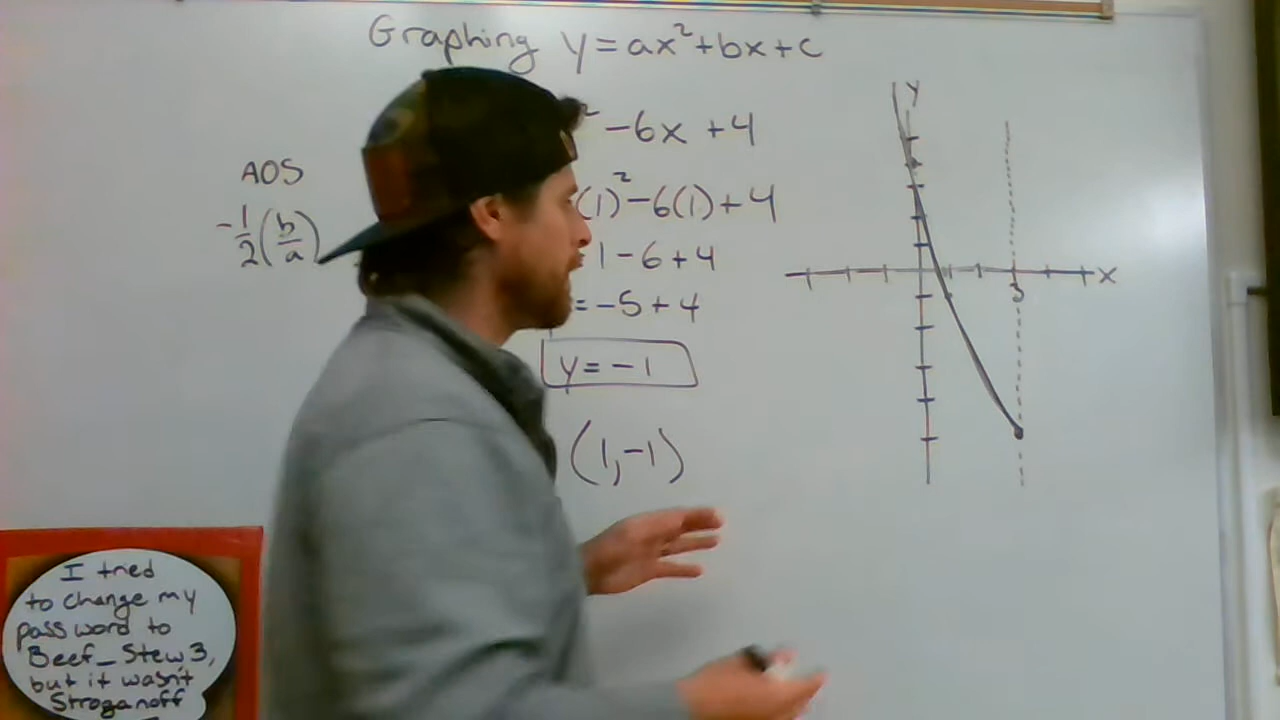 Graphing y=ax²+bx+c
² -6x +4
AOS
(1)²-6(1)+4
-1/2(b/a)
1-6+4
=-5+4
y=-1
(1,-1)
y
x
3
I tried
to change my
password to
Beef_Stew3,
but it wasn't
Stroganoff